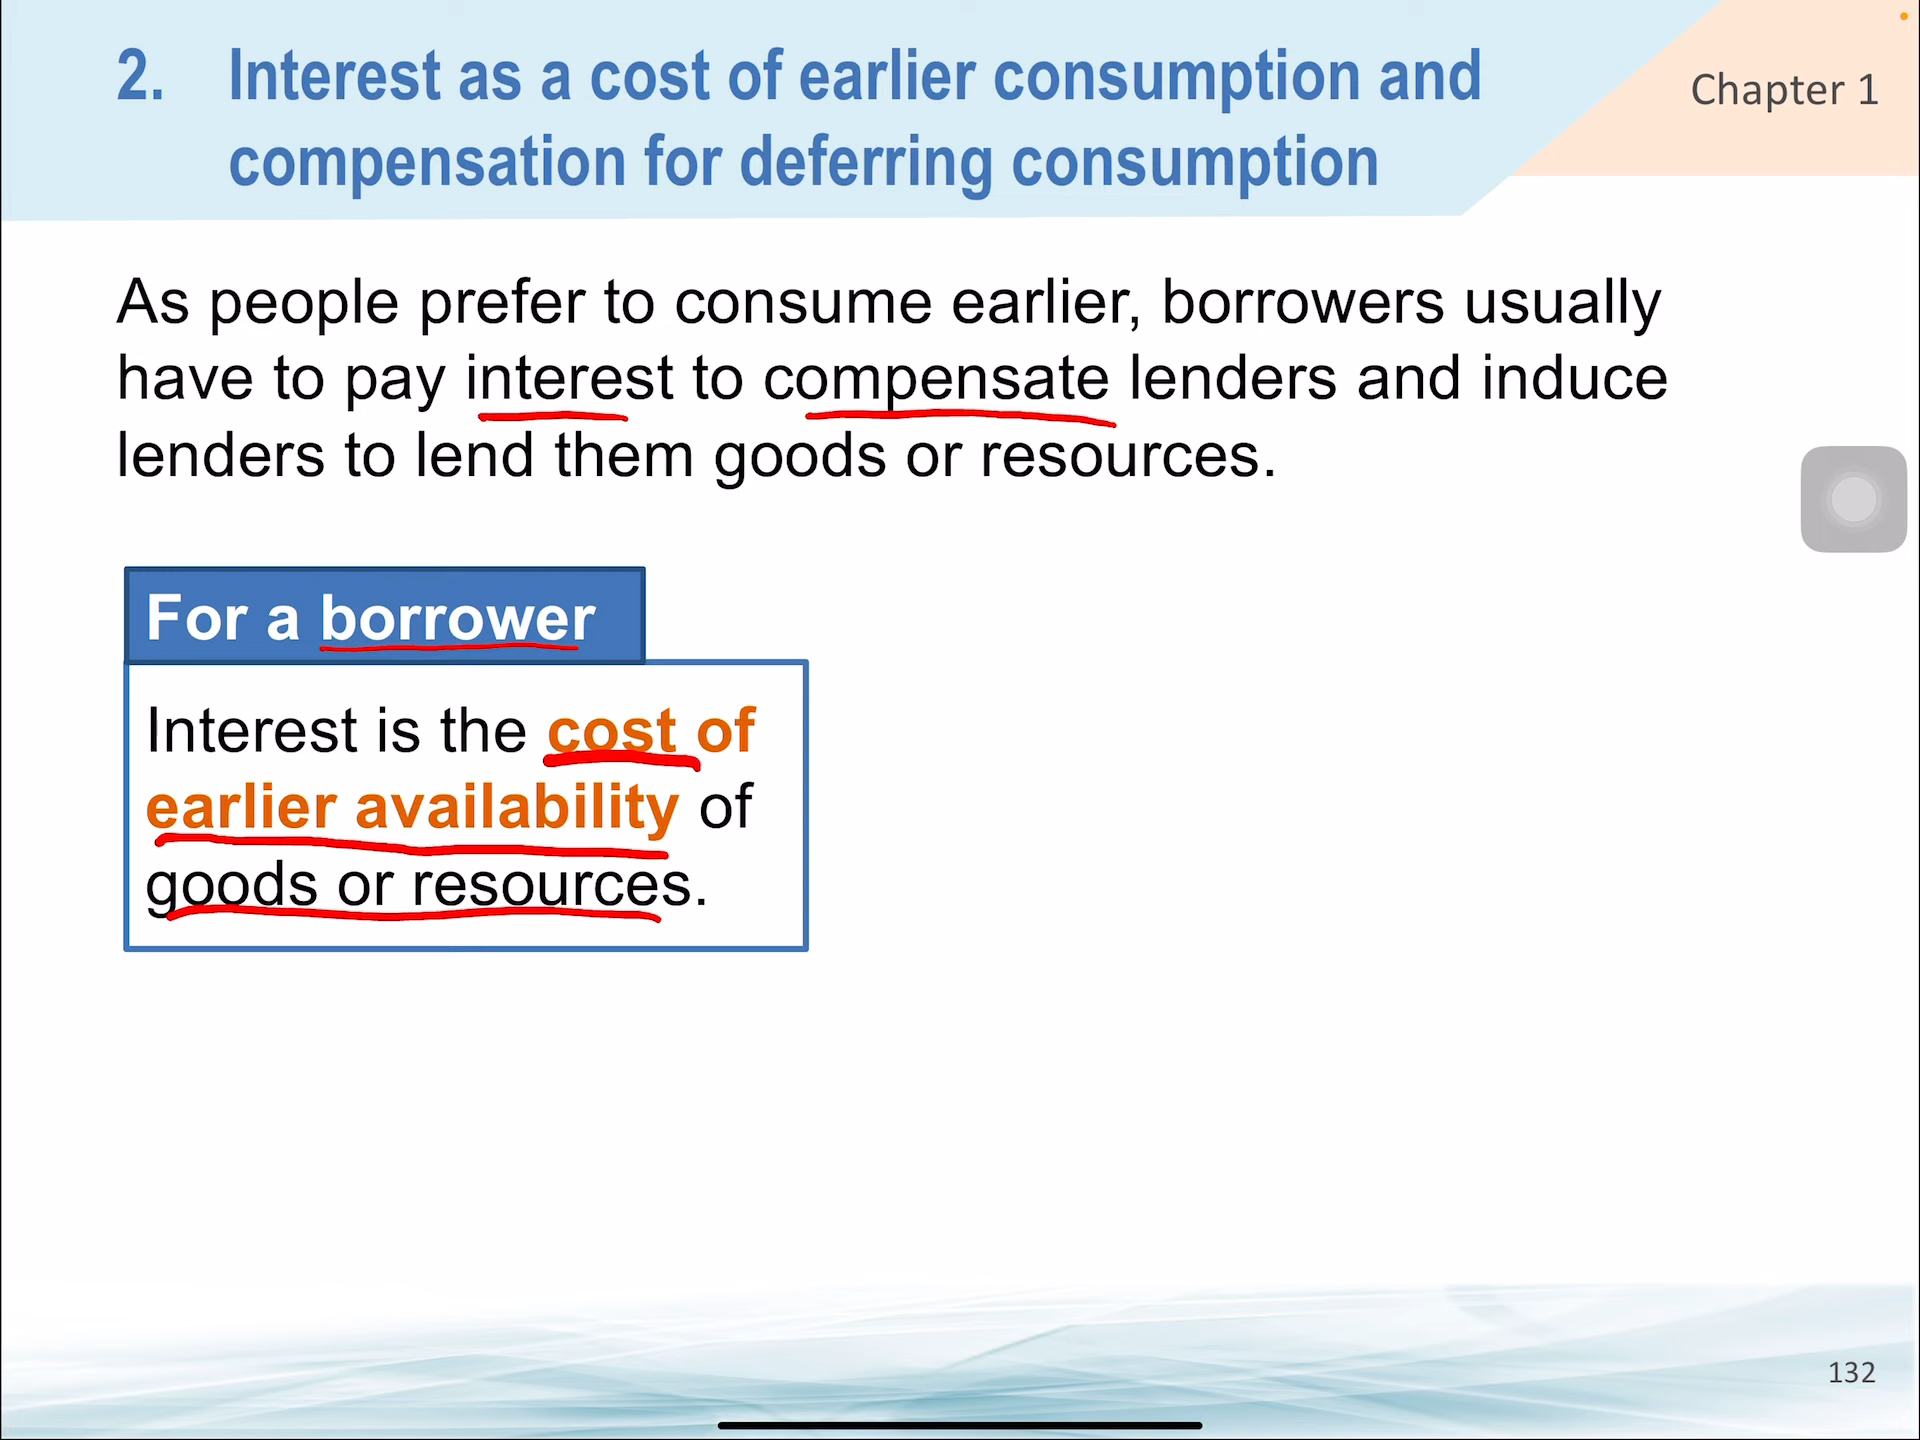 2. Interest as a cost of earlier consumption and
compensation for deferring consumption
Chapter 1
As people prefer to consume earlier, borrowers usually
have to pay interest to compensate lenders and induce
lenders to lend them goods or resources.
For a borrower
Interest is the cost of
earlier availability of
goods or resources.
132